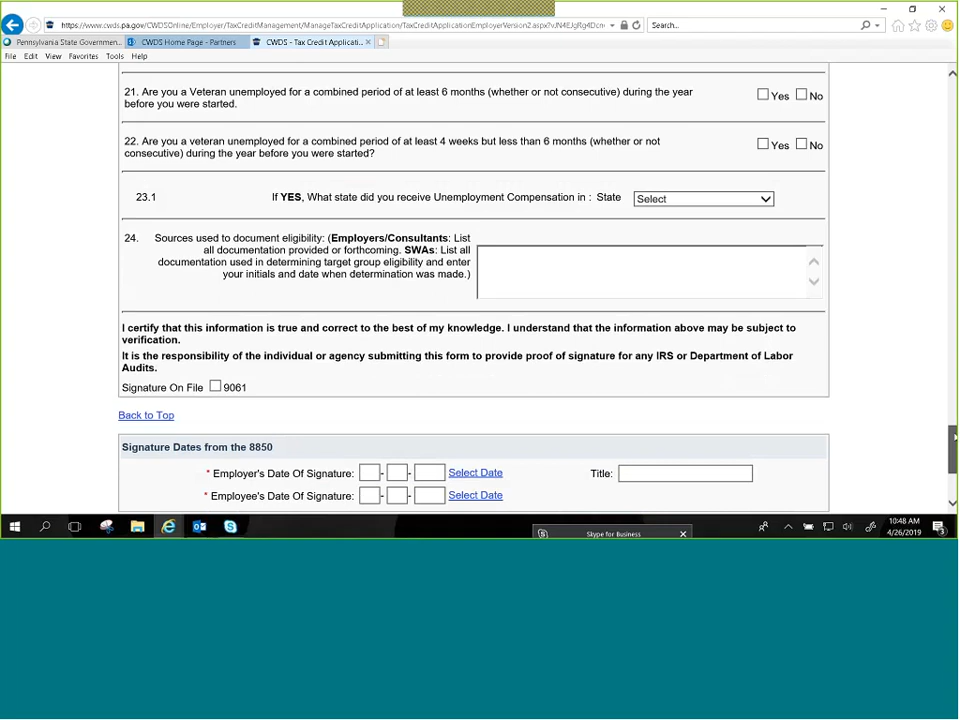 https://www.cwds.pa.gov/CWDSOnline/Employer/TaxCreditManagement/ManageTaxCreditApplication/TaxCreditApplicationEmployerVersion2.aspx?
Search...
Pennsylvania State Governmen...
CWDS Home Page - Partners
CWDS - Tax Credit Applicati...
File Edit View Favorites Tools Help
21. Are you a Veteran unemployed for a combined period of at least 6 months (whether or not consecutive) during the year
before you were started.
Yes No
22. Are you a veteran unemployed for a combined period of at least 4 weeks but less than 6 months (whether or not
consecutive) during the year before you were started?
Yes No
23.1 If YES, What state did you receive Unemployment Compensation in : State Select
24. Sources used to document eligibility: (Employers/Consultants: List
all documentation provided or forthcoming. SWAs: List all
documentation used in determining target group eligibility and enter
your initials and date when determination was made.)
I certify that this information is true and correct to the best of my knowledge. I understand that the information above may be subject to
verification.
It is the responsibility of the individual or agency submitting this form to provide proof of signature for any IRS or Department of Labor
Audits.
Signature On File 9061
Back to Top
Signature Dates from the 8850
* Employer's Date Of Signature: - - Select Date Title:
* Employee's Date Of Signature: - - Select Date
Skype for Business
10:48 AM
4/26/2019